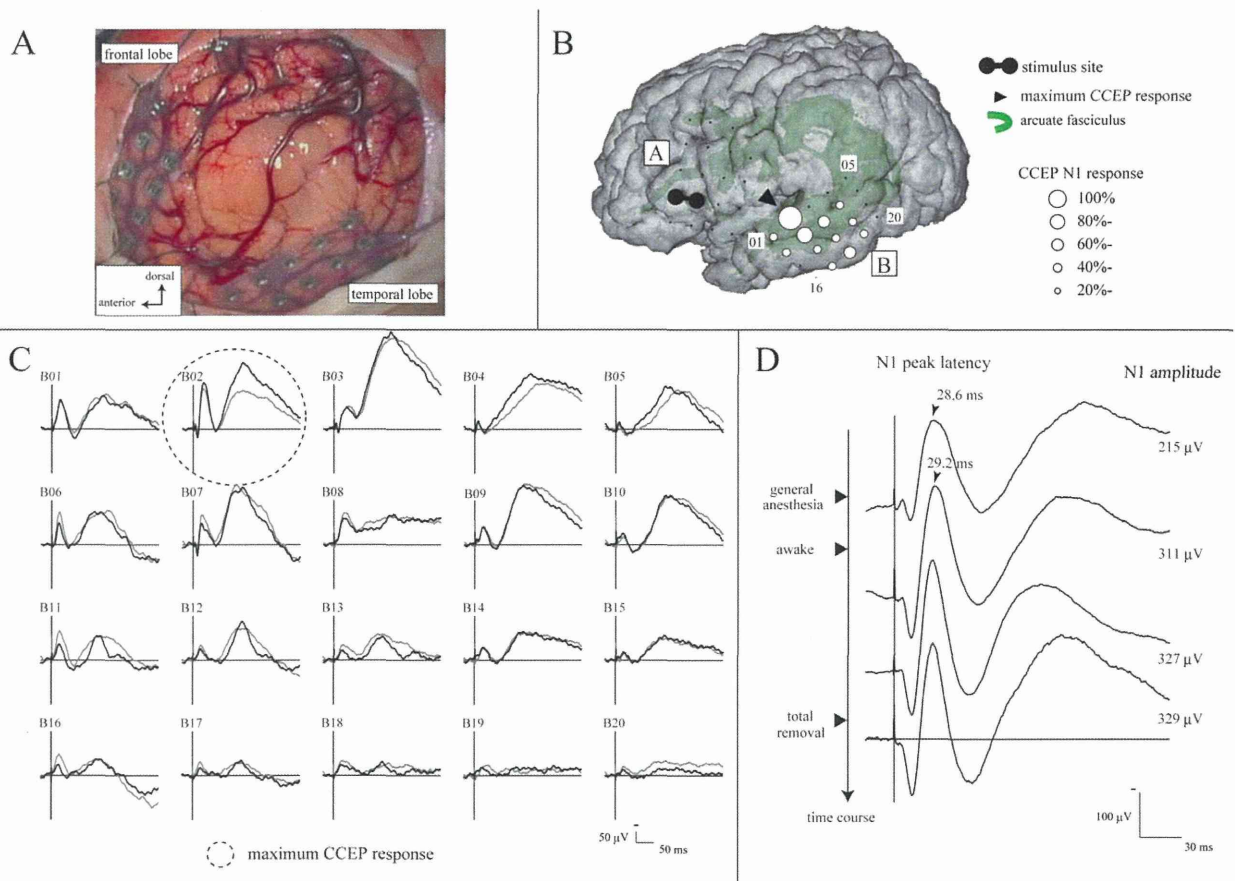 A
frontal lobe
dorsal
anterior
temporal lobe
B
A
05
20
01
B
16
stimulus site
maximum CCEP response
arcuate fasciculus
CCEP N1 response
100%
80%-
60%-
40%-
20%-
C
B01
B02
B03
B04
B05
B06
B07
B08
B09
B10
B11
B12
B13
B14
B15
B16
B17
B18
B19
B20
50 µV
50 ms
maximum CCEP response
D
N1 peak latency
N1 amplitude
28.6 ms
215 µV
29.2 ms
general
anesthesia
awake
311 µV
327 µV
total
removal
329 µV
time course
100 µV
30 ms